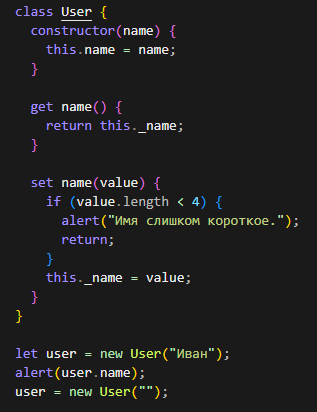 class User {
  constructor(name) {
    this.name = name;
  }

  get name() {
    return this._name;
  }

  set name(value) {
    if (value.length < 4) {
      alert("Имя слишком короткое.");
      return;
    }
    this._name = value;
  }
}

let user = new User("Иван");
alert(user.name);
user = new User("");